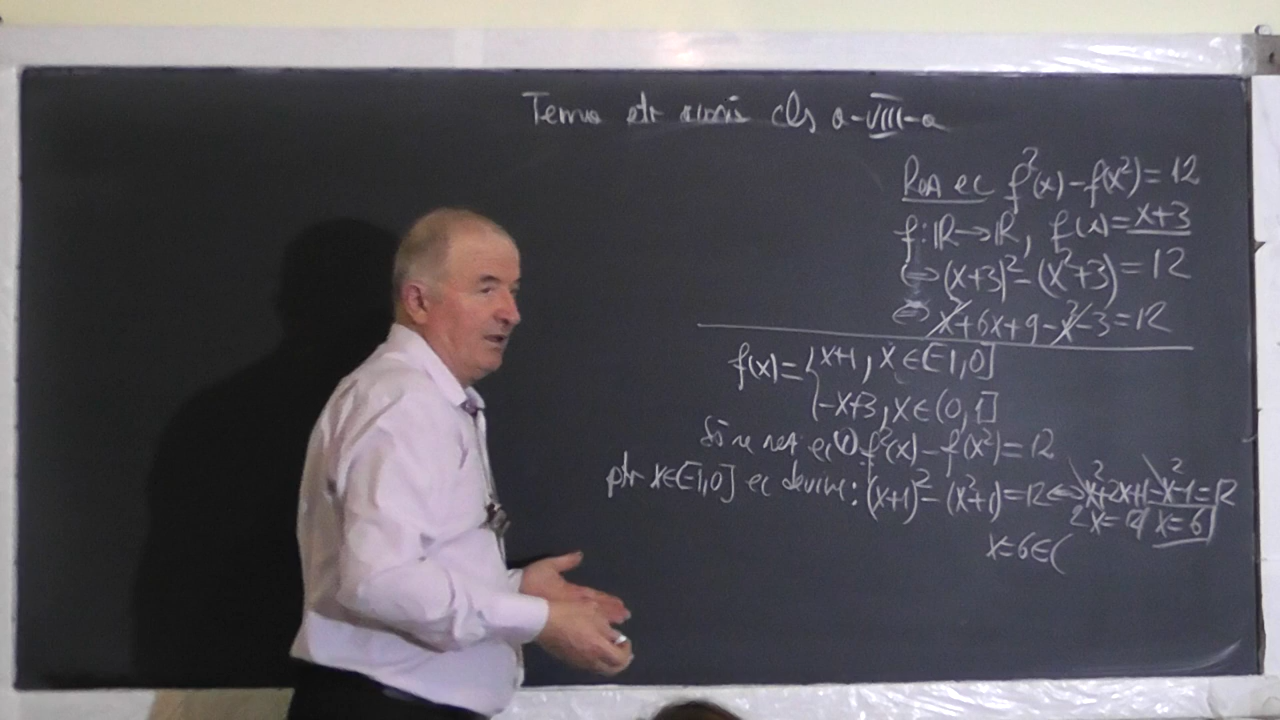 Tema ptr cls a-VIII-a
Rez ec f²(x)-f(x²)=12
f:ℝ→ℝ, f(x)=x+3
⇔(x+3)²-(x²+3)=12
⇔ x²+6x+9-x²-3=12
f(x)={x+1, x∈[-1,0]
{-x+3, x∈(0,1]
Să se rez ec(1) f²(x)-f(x²)=12
ptr x∈[-1,0] ec devine: (x+1)²-(x²+1)=12⇔x²+2x+1-x²-1=12
2x=12 x=6
x=6∈(